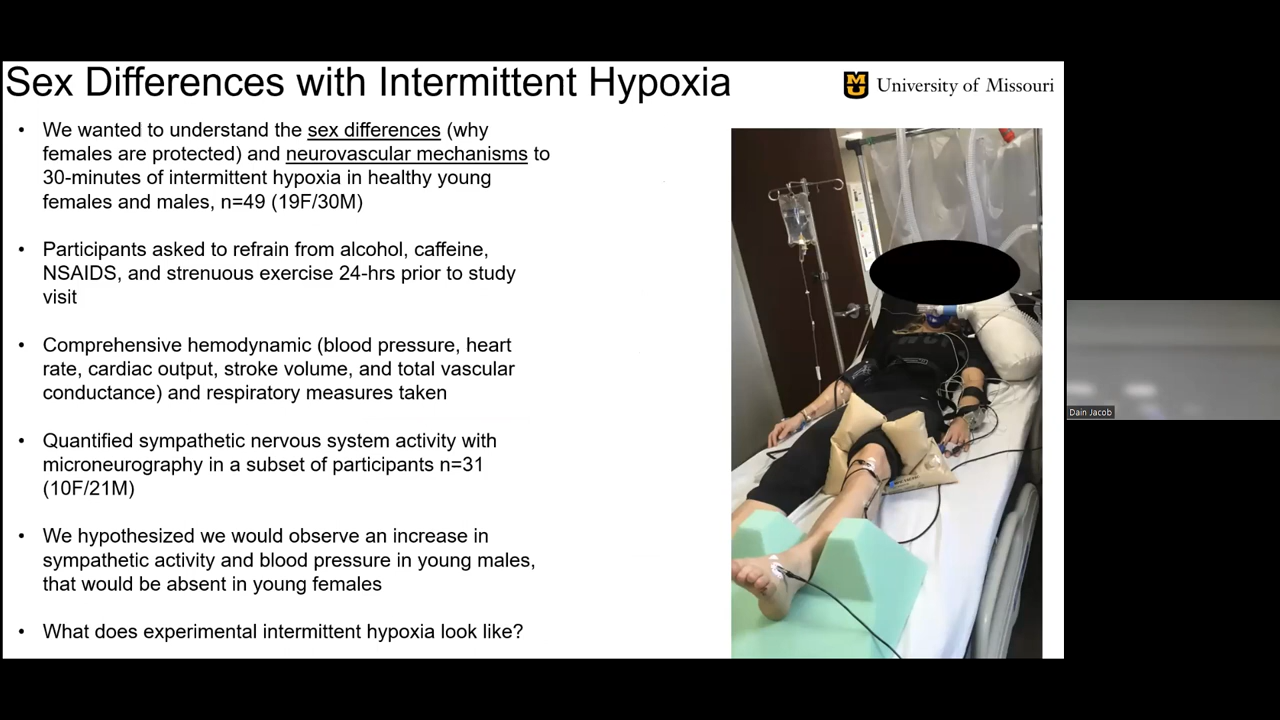 Sex Differences with Intermittent Hypoxia
University of Missouri
• We wanted to understand the sex differences (why
females are protected) and neurovascular mechanisms to
30-minutes of intermittent hypoxia in healthy young
females and males, n=49 (19F/30M)
• Participants asked to refrain from alcohol, caffeine,
NSAIDS, and strenuous exercise 24-hrs prior to study
visit
• Comprehensive hemodynamic (blood pressure, heart
rate, cardiac output, stroke volume, and total vascular
conductance) and respiratory measures taken
• Quantified sympathetic nervous system activity with
microneurography in a subset of participants n=31
(10F/21M)
• We hypothesized we would observe an increase in
sympathetic activity and blood pressure in young males,
that would be absent in young females
• What does experimental intermittent hypoxia look like?
Dain Jacob